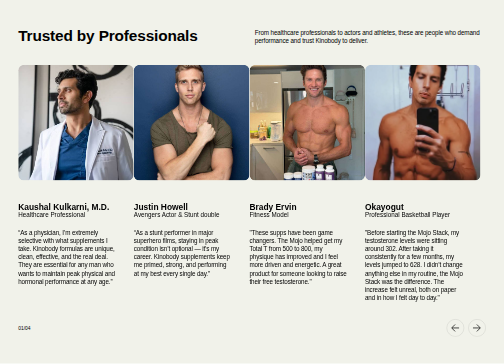 Trusted by Professionals
From healthcare professionals to actors and athletes, these are people who demand
performance and trust Kinobody to deliver.
Kaushal Kulkarni, M.D.
Healthcare Professional
"As a physician, I'm extremely
selective with what supplements I
take. Kinobody formulas are unique,
clean, effective, and the real deal.
They are essential for any man who
wants to maintain peak physical and
hormonal performance at any age."
Justin Howell
Avengers Actor & Stunt double
"As a stunt performer in major
superhero films, staying in peak
condition isn't optional — it's my
career. Kinobody supplements keep
me primed, strong, and performing
at my best every single day."
Brady Ervin
Fitness Model
"These supps have been game
changers. The Mojo helped get my
Total T from 500 to 800, my
physique has improved and I feel
more driven and energetic. A great
product for someone looking to raise
their free testosterone."
Okayogut
Professional Basketball Player
"Before starting the Mojo Stack, my
testosterone levels were sitting
around 302. After taking it
consistently for a few months, my
levels jumped to 628. I didn't change
anything else in my routine, the Mojo
Stack was the difference. The
increase felt unreal, both on paper
and in how I felt day to day."
01/04